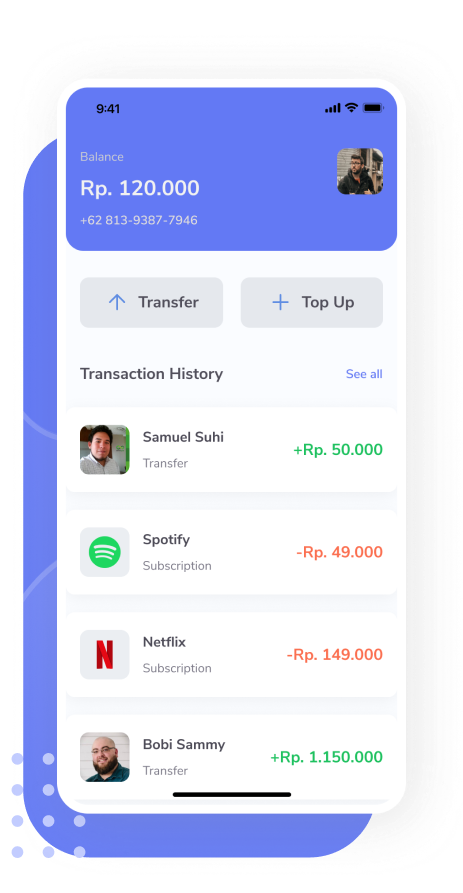 9:41
Balance
Rp. 120.000
+62 813-9387-7946
Transfer
Top Up
Transaction History
See all
Samuel Suhi
Transfer
+Rp. 50.000
Spotify
Subscription
-Rp. 49.000
N
Netflix
Subscription
-Rp. 149.000
Bobi Sammy
Transfer
+Rp. 1.150.000